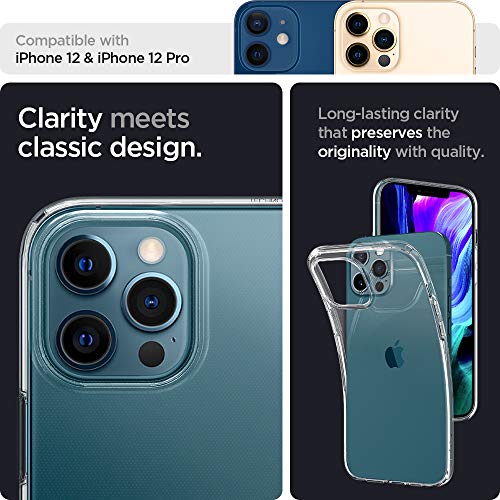 Compatible with
iPhone 12 & iPhone 12 Pro
Clarity meets
classic design.
Long-lasting clarity
that preserves the
originality with quality.